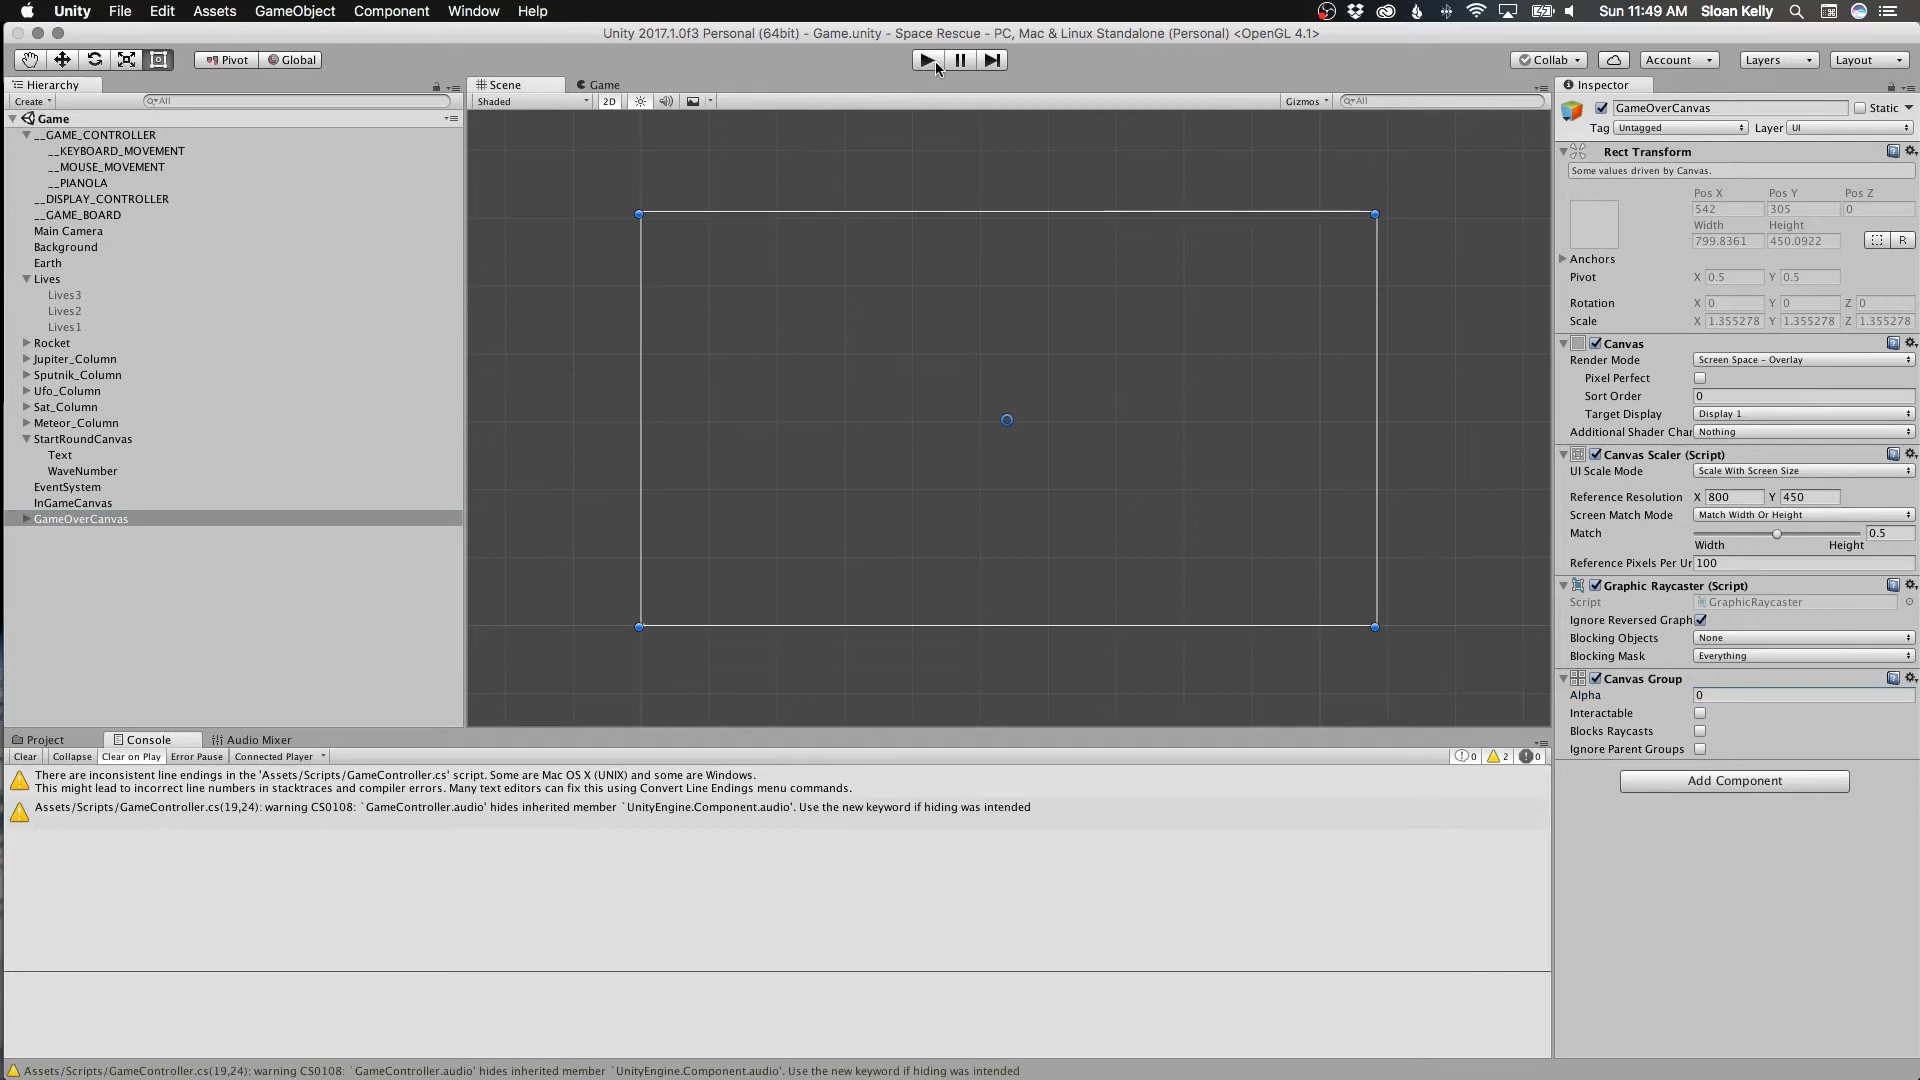 Unity File Edit Assets GameObject Component Window Help Sun 11:49 AM Sloan Kelly
Unity 2017.1.0f3 Personal (64bit) - Game.unity - Space Rescue - PC, Mac & Linux Standalone (Personal) <OpenGL 4.1>
Pivot Global Collab Account Layers Layout
Hierarchy
Create All
Game
__GAME_CONTROLLER
__KEYBOARD_MOVEMENT
__MOUSE_MOVEMENT
__PIANOLA
__DISPLAY_CONTROLLER
__GAME_BOARD
Main Camera
Background
Earth
Lives
Lives3
Lives2
Lives1
Rocket
Jupiter_Column
Sputnik_Column
Ufo_Column
Sat_Column
Meteor_Column
StartRoundCanvas
Text
WaveNumber
EventSystem
InGameCanvas
GameOverCanvas
Scene Game
Shaded 2D Gizmos All
Inspector
GameOverCanvas Static
Tag Untagged Layer UI
Rect Transform
Some values driven by Canvas.
Pos X Pos Y Pos Z
542 305 0
Width Height
799.8361 450.0922 R
Anchors
Pivot X 0.5 Y 0.5
Rotation X 0 Y 0 Z 0
Scale X 1.355278 Y 1.355278 Z 1.355278
Canvas
Render Mode Screen Space - Overlay
Pixel Perfect
Sort Order 0
Target Display Display 1
Additional Shader Char Nothing
Canvas Scaler (Script)
UI Scale Mode Scale With Screen Size
Reference Resolution X 800 Y 450
Screen Match Mode Match Width Or Height
Match 0.5
Width Height
Reference Pixels Per Ur 100
Graphic Raycaster (Script)
Script GraphicRaycaster
Ignore Reversed Graph
Blocking Objects None
Blocking Mask Everything
Canvas Group
Alpha 0
Interactable
Blocks Raycasts
Ignore Parent Groups
Add Component
Project Console Audio Mixer
Clear Collapse Clear on Play Error Pause Connected Player 0 2 0
There are inconsistent line endings in the 'Assets/Scripts/GameController.cs' script. Some are Mac OS X (UNIX) and some are Windows.
This might lead to incorrect line numbers in stacktraces and compiler errors. Many text editors can fix this using Convert Line Endings menu commands.
Assets/Scripts/GameController.cs(19,24): warning CS0108: `GameController.audio' hides inherited member `UnityEngine.Component.audio'. Use the new keyword if hiding was intended
Assets/Scripts/GameController.cs(19,24): warning CS0108: `GameController.audio' hides inherited member `UnityEngine.Component.audio'. Use the new keyword if hiding was intended